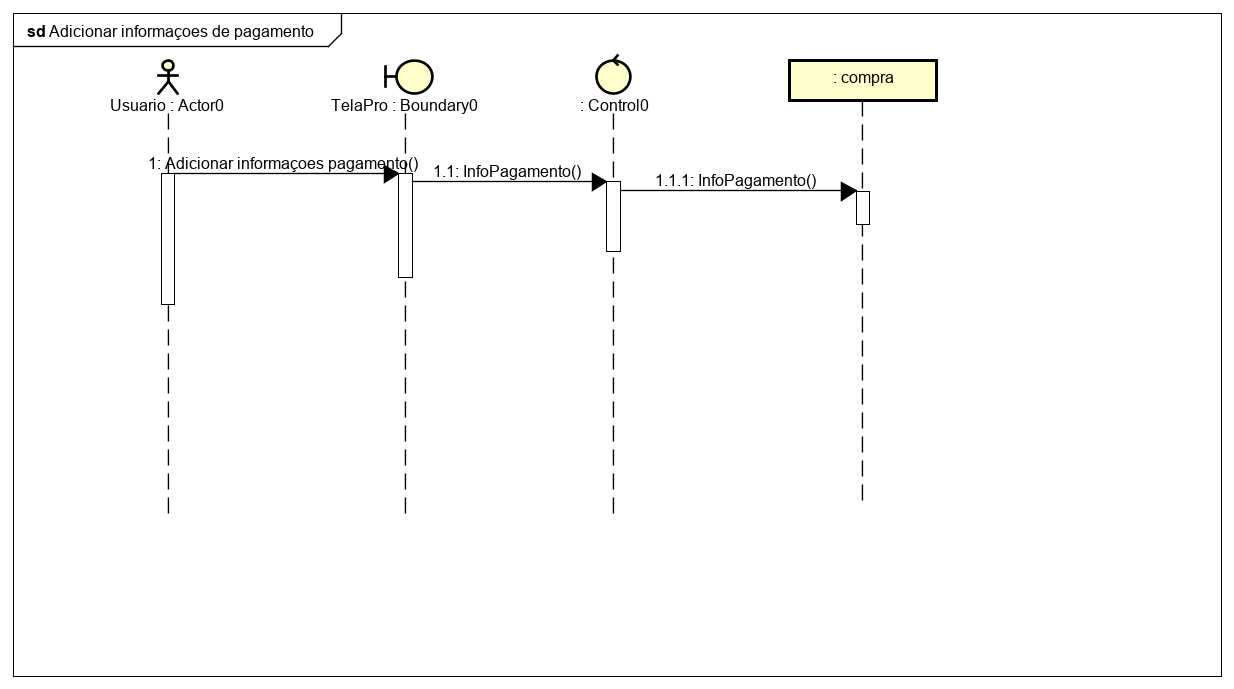 sd Adicionar informaçoes de pagamento
Usuario : Actor0
TelaPro : Boundary0
: Control0
: compra
1: Adicionar informaçoes pagamento()
1.1: InfoPagamento()
1.1.1: InfoPagamento()